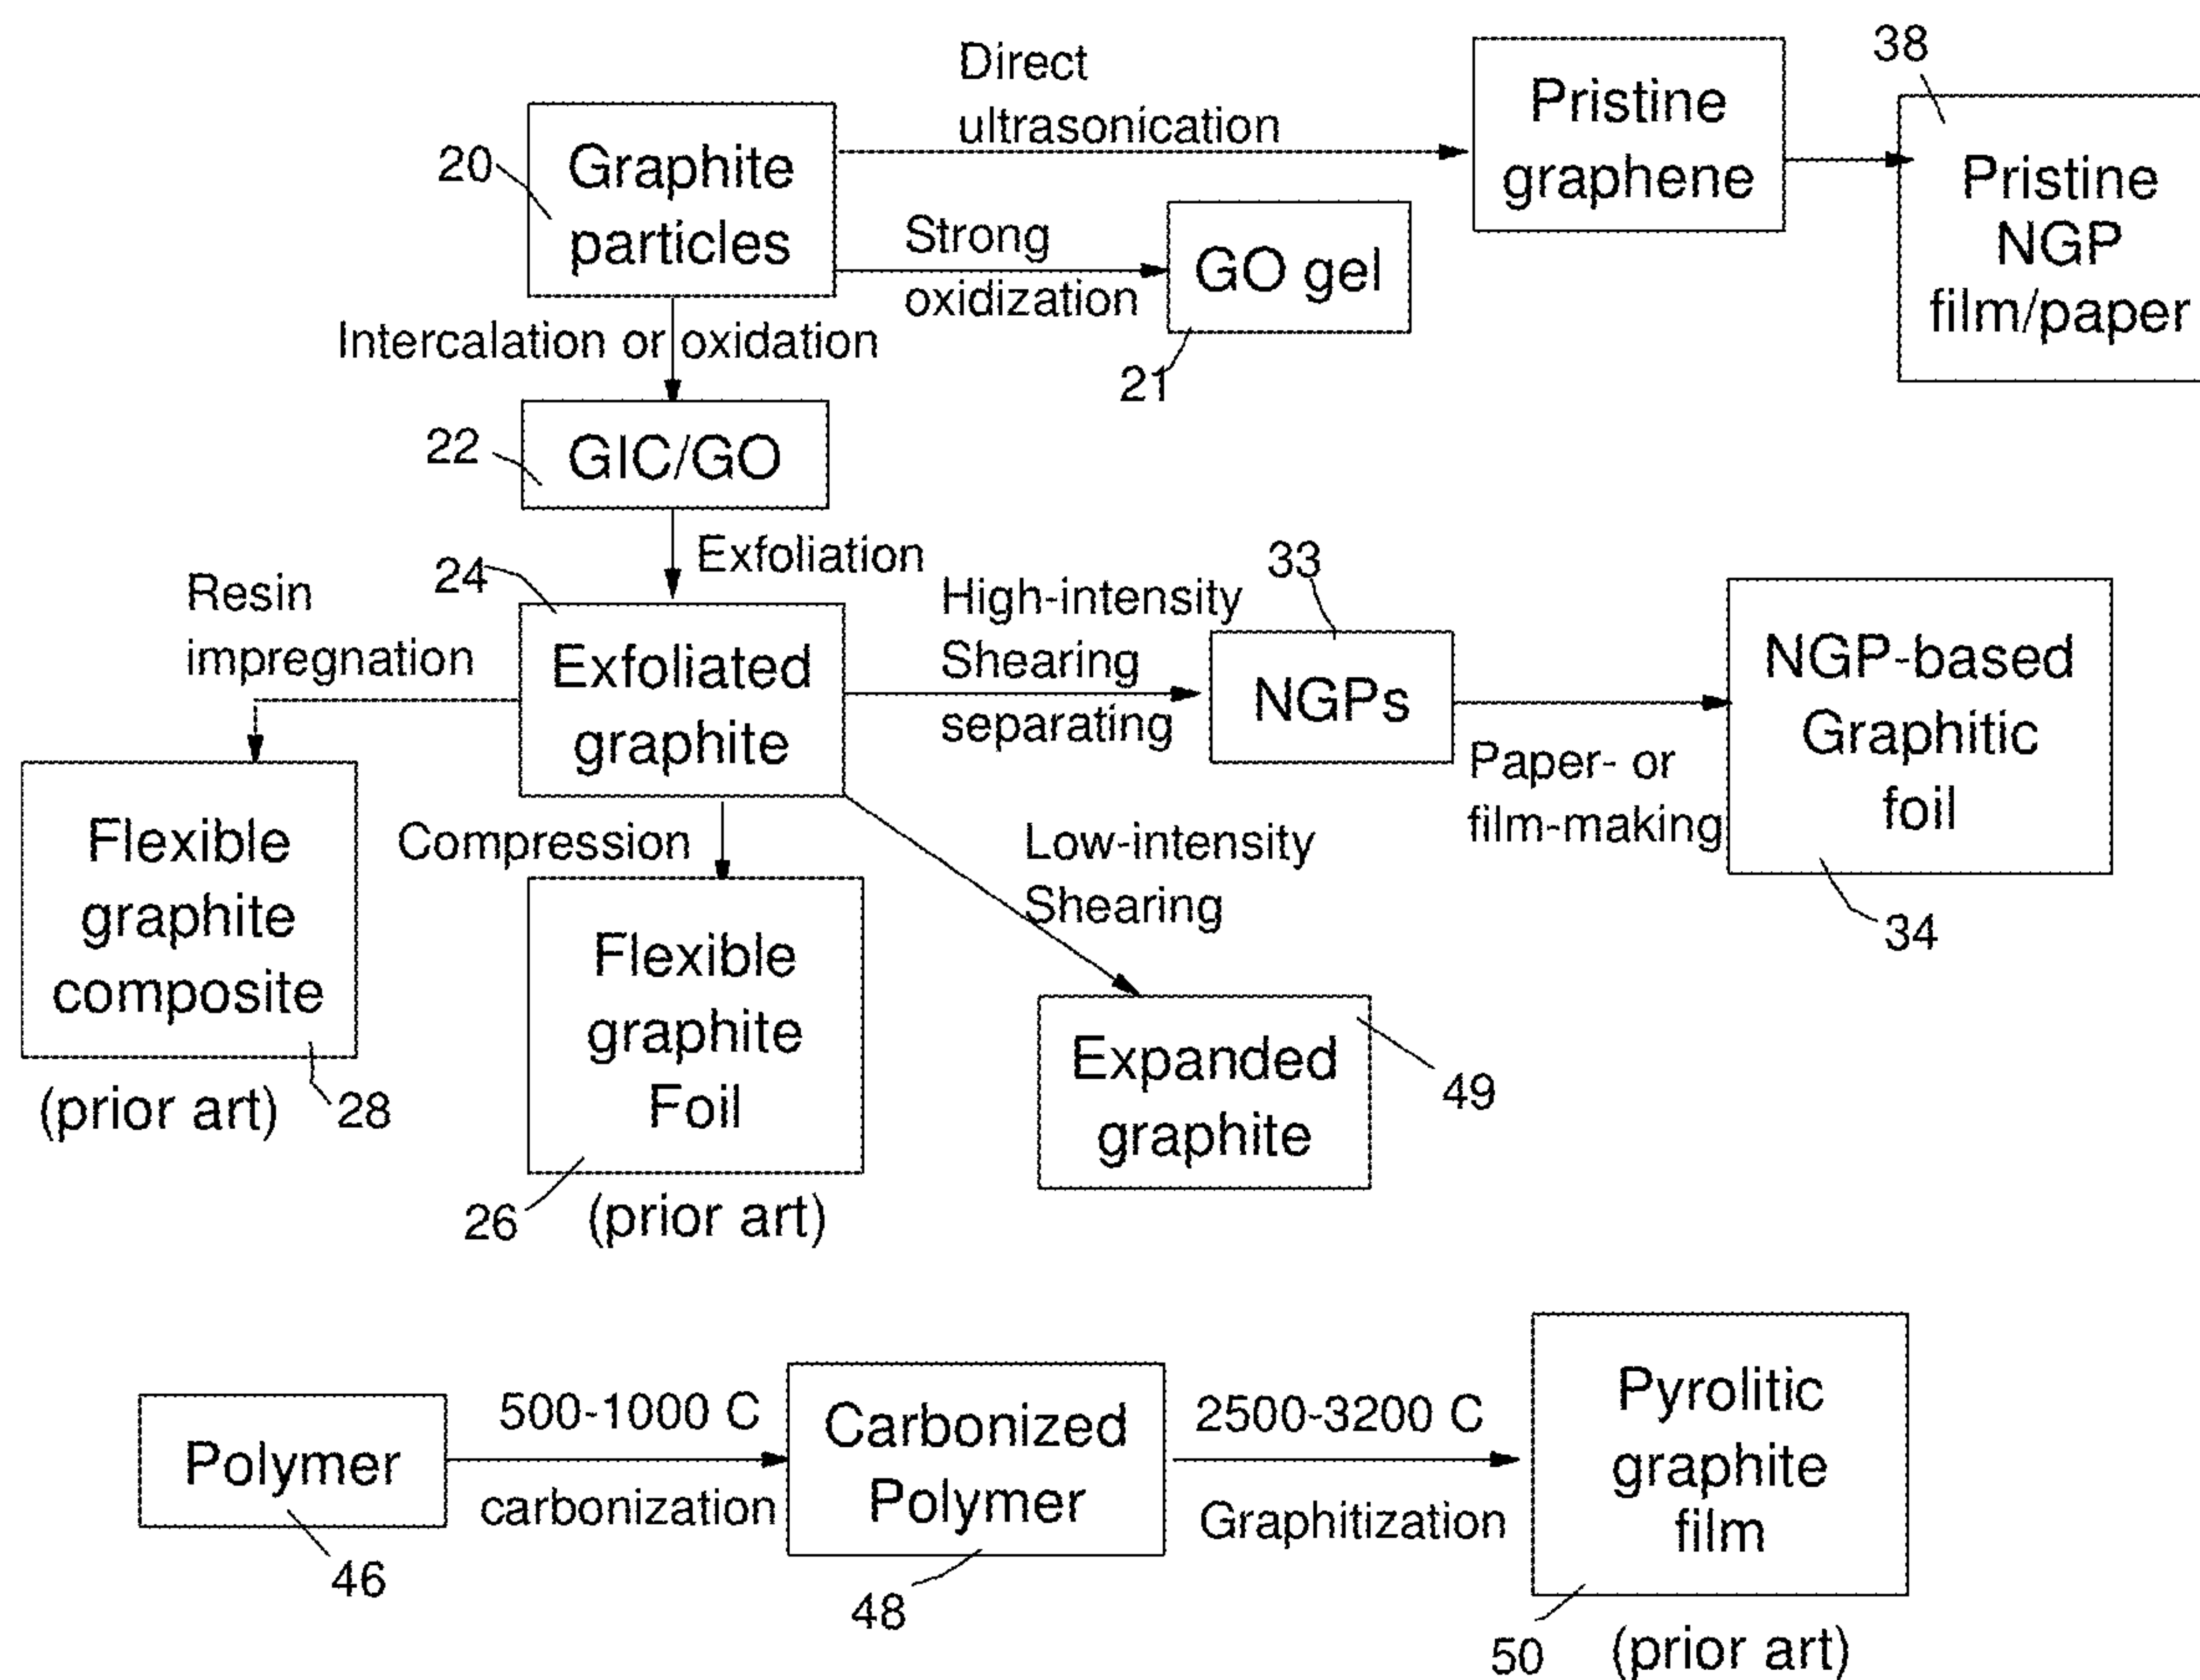 Direct
ultrasonication
38
Pristine
graphene
20
Graphite
particles
Pristine
NGP
film/paper
Strong
oxidization
GO gel
21
Intercalation or oxidation
22
GIC/GO
Exfoliation
24
Resin
impregnation
Exfoliated
graphite
High-intensity
Shearing
separating
33
NGPs
Paper- or
film-making
NGP-based
Graphitic
foil
34
Flexible
graphite
composite
(prior art)
28
Compression
Flexible
graphite
Foil
26
(prior art)
Low-intensity
Shearing
Expanded
graphite
49
Polymer
46
500-1000 C
carbonization
Carbonized
Polymer
48
2500-3200 C
Graphitization
Pyrolitic
graphite
film
50
(prior art)